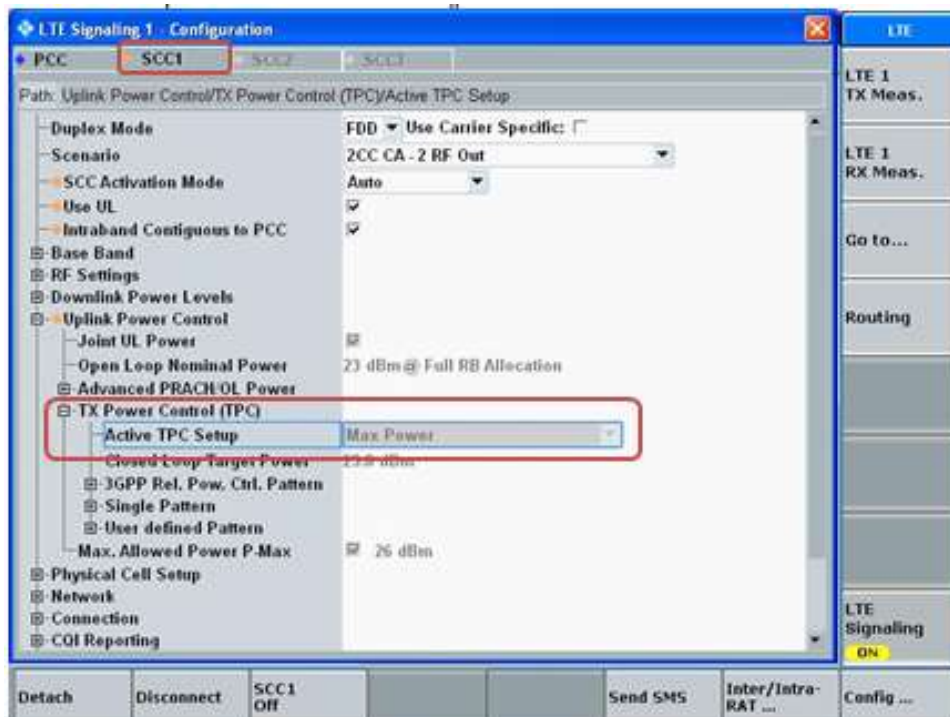 LTE Signaling 1 - Configuration
LTE
PCC SCC1 SCC2 SCC3
Path: Uplink Power Control/TX Power Control (TPC)/Active TPC Setup
LTE 1
TX Meas.
Duplex Mode FDD Use Carrier Specific:
Scenario 2CC CA - 2 RF Out
LTE 1
RX Meas.
SCC Activation Mode Auto
Use UL
Intraband Contiguous to PCC
Go to...
Base Band
RF Settings
Downlink Power Levels
Uplink Power Control
Routing
Joint UL Power
Open Loop Nominal Power 23 dBm@ Full RB Allocation
Advanced PRACH/OL Power
TX Power Control (TPC)
Active TPC Setup Max Power
Closed Loop Target Power dBm
3GPP Rel. Pow. Ctrl. Pattern
Single Pattern
User defined Pattern
Max. Allowed Power P-Max 26 dBm
Physical Cell Setup
Network
Connection
CQI Reporting
LTE
Signaling
ON
Detach Disconnect SCC1
Off
Send SMS Inter/Intra-
RAT ...
Config ...